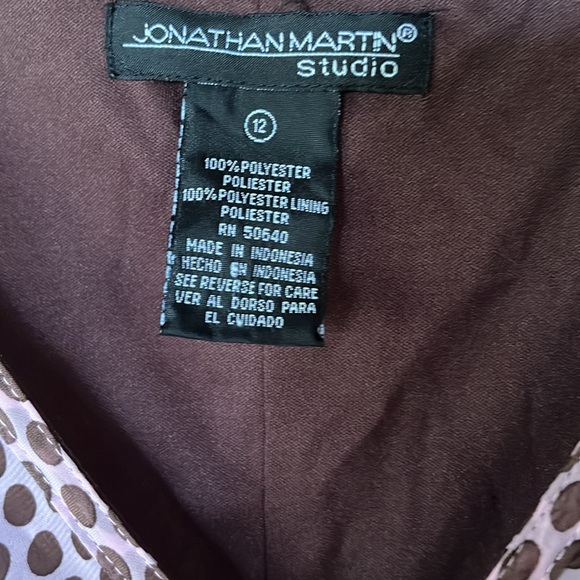 JONATHAN MARTIN®
studio
12
100% POLYESTER
POLIESTER
100% POLYESTER LINING
POLIESTER
RN 50640
MADE IN INDONESIA
HECHO EN INDONESIA
SEE REVERSE FOR CARE
VER AL DORSO PARA
EL CUIDADO